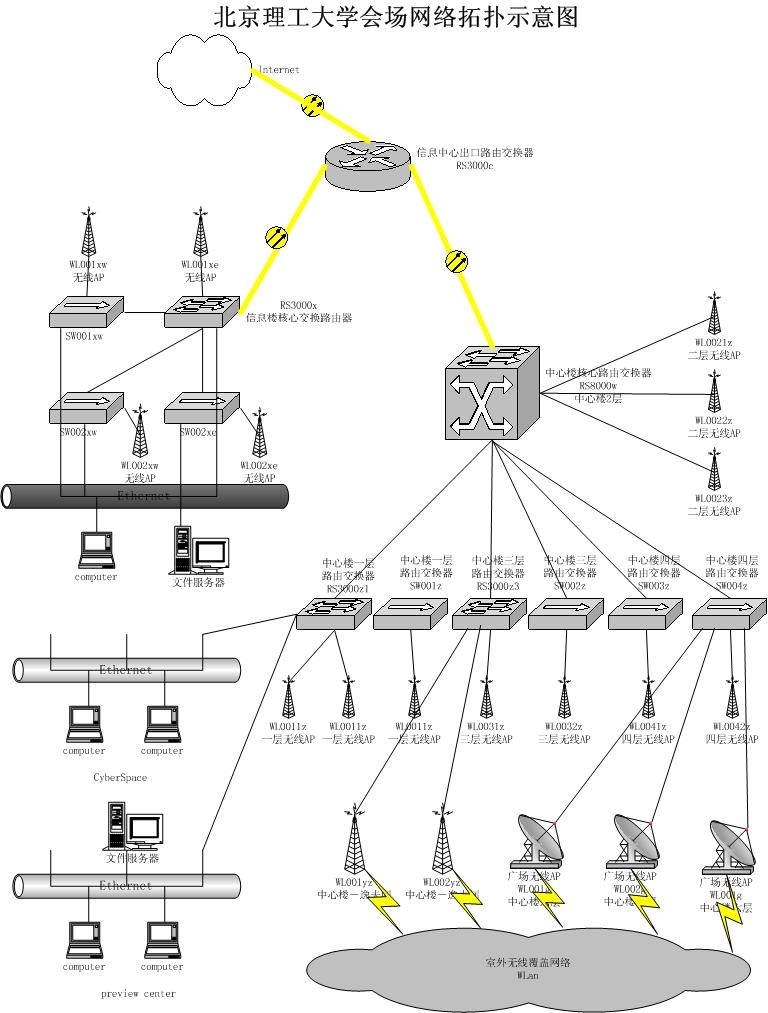 北京理工大学会场网络拓扑示意图
Internet
信息中心出口路由交换器
RS3000c
WL001xw
无线AP
WL001xe
无线AP
RS3000x
信息楼核心交换路由器
SW001xw
WL0021z
二层无线AP
中心楼核心路由交换器
RS8000w
中心楼2层
WL0022z
二层无线AP
SW002xw
SW002xe
WL002xw
无线AP
WL002xe
无线AP
WL0023z
二层无线AP
Ethernet
computer
文件服务器
中心楼一层
路由交换器
RS3000z1
中心楼一层
路由交换器
SW001z
中心楼三层
路由交换器
RS3000z3
中心楼三层
路由交换器
SW002z
中心楼四层
路由交换器
SW003z
中心楼四层
路由交换器
SW004z
Ethernet
computer
computer
CyberSpace
WL0011z
一层无线AP
WL0011z
一层无线AP
WL0011z
一层无线AP
WL0031z
三层无线AP
WL0032z
三层无线AP
WL0041z
四层无线AP
WL0042z
四层无线AP
文件服务器
Ethernet
computer
computer
preview center
WL001yz
中心楼－逸夫
WL002yz
中心楼－逸夫
广场无线AP
中心楼
广场无线AP
中心楼
广场无线AP
中心楼
室外无线覆盖网络
WLan